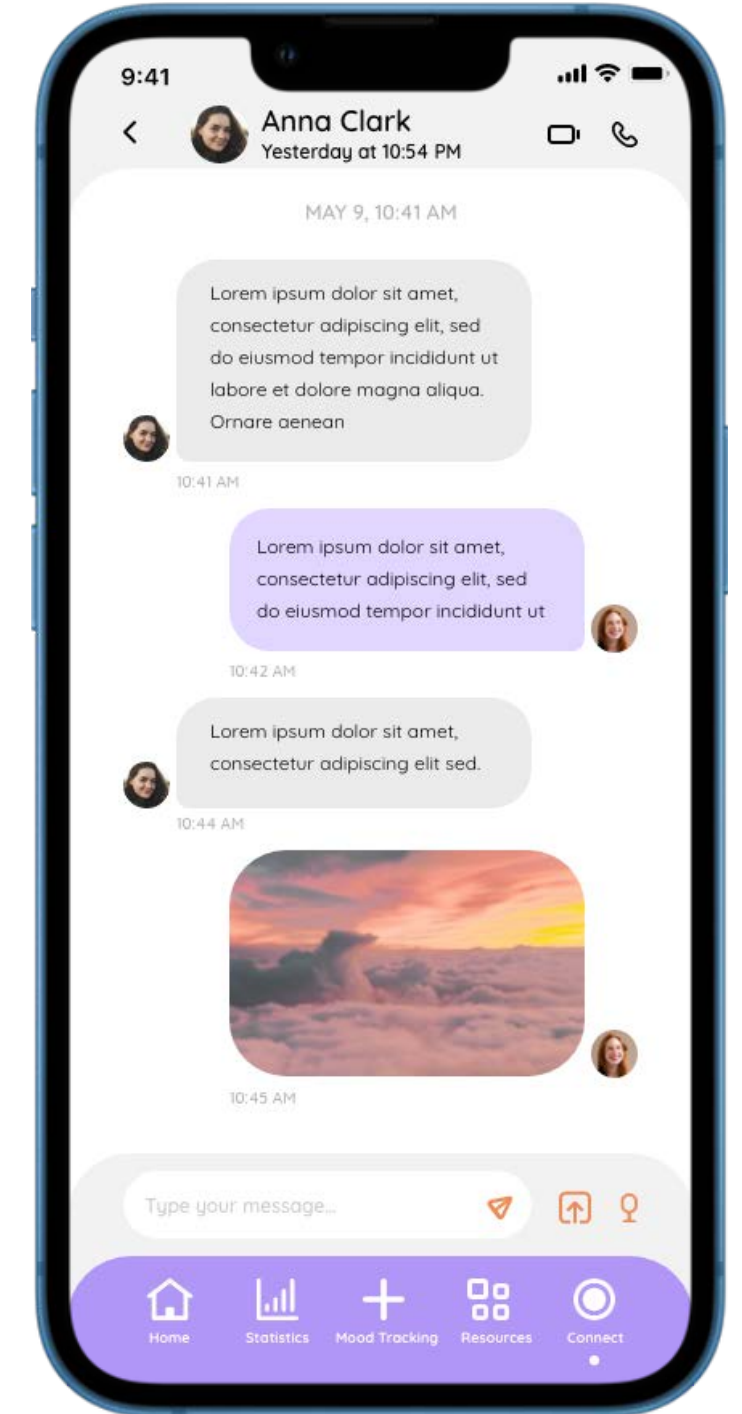 9:41
Anna Clark
Yesterday at 10:54 PM
MAY 9, 10:41 AM
Lorem ipsum dolor sit amet,
consectetur adipiscing elit, sed
do eiusmod tempor incididunt ut
labore et dolore magna aliqua.
Ornare aenean
10:41 AM
Lorem ipsum dolor sit amet,
consectetur adipiscing elit, sed
do eiusmod tempor incididunt ut
10:42 AM
Lorem ipsum dolor sit amet,
consectetur adipiscing elit sed.
10:44 AM
10:45 AM
Type your message...
Home Statistics Mood Tracking Resources Connect